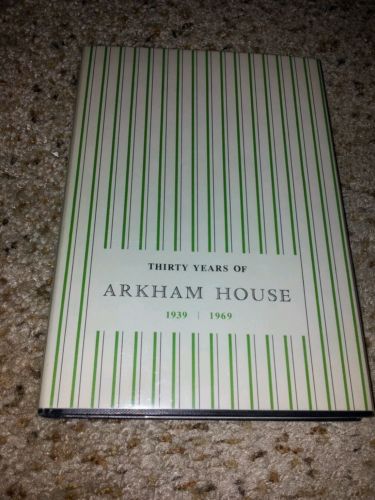 THIRTY YEARS OF
ARKHAM HOUSE
1939 | 1969